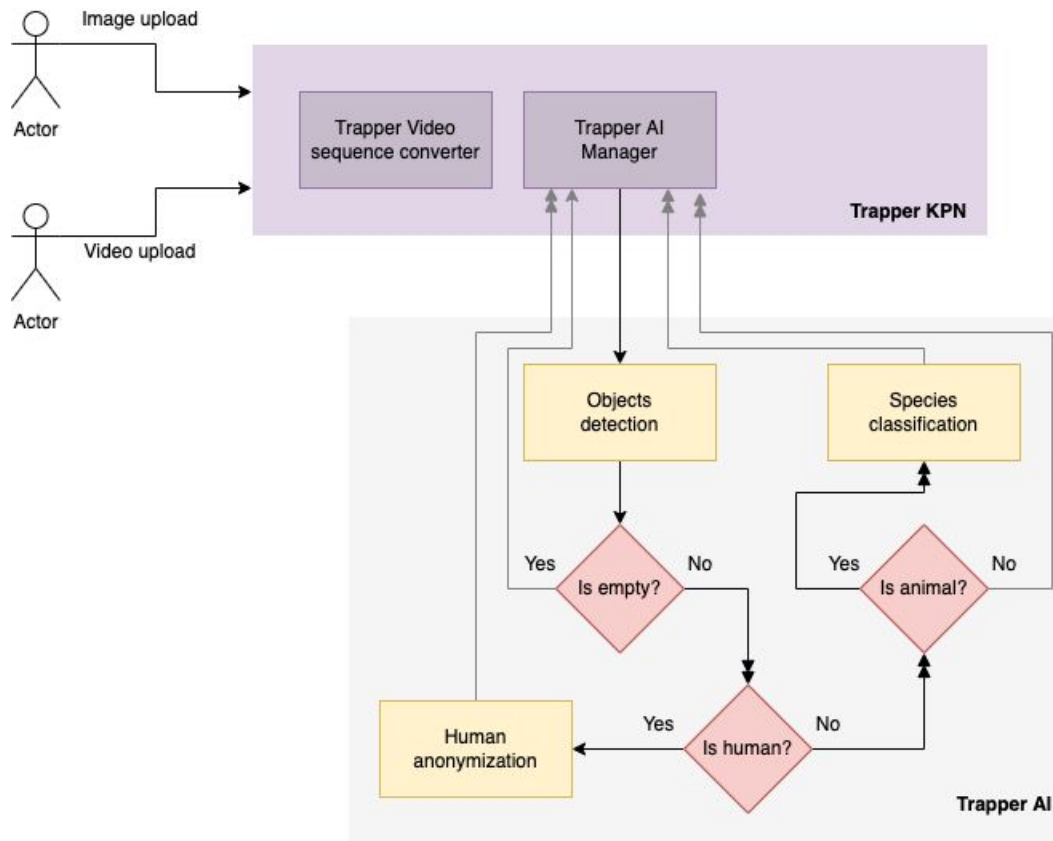 Image upload
Actor
Trapper Video
sequence converter
Trapper AI
Manager
Trapper KPN
Video upload
Actor
Objects
detection
Species
classification
Yes
Is empty?
No
Yes
Is animal?
No
Human
anonymization
Yes
Is human?
No
Trapper AI